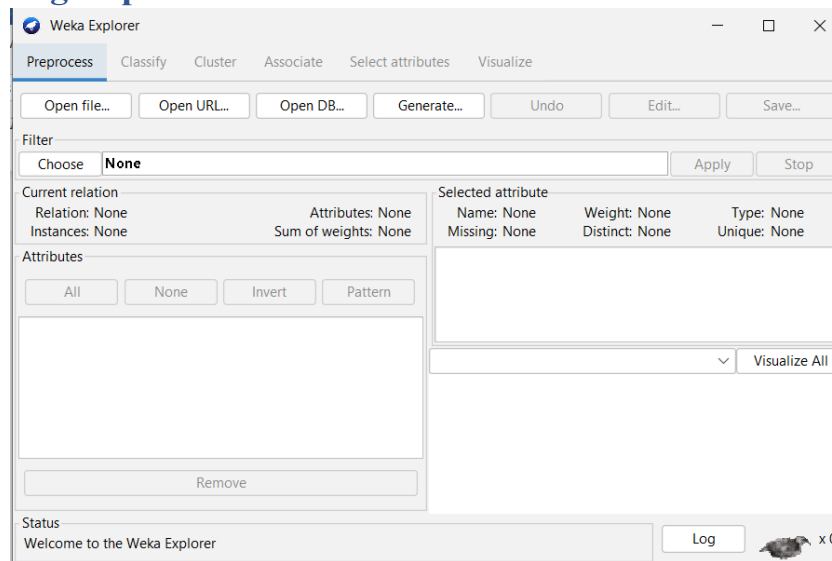 Weka Explorer
Preprocess Classify Cluster Associate Select attributes Visualize
Open file... Open URL... Open DB... Generate... Undo Edit... Save...
Filter
Choose None Apply Stop
Current relation
Relation: None Attributes: None
Instances: None Sum of weights: None
Selected attribute
Name: None Weight: None Type: None
Missing: None Distinct: None Unique: None
Attributes
All None Invert Pattern
Visualize All
Remove
Status
Welcome to the Weka Explorer
Log x 0